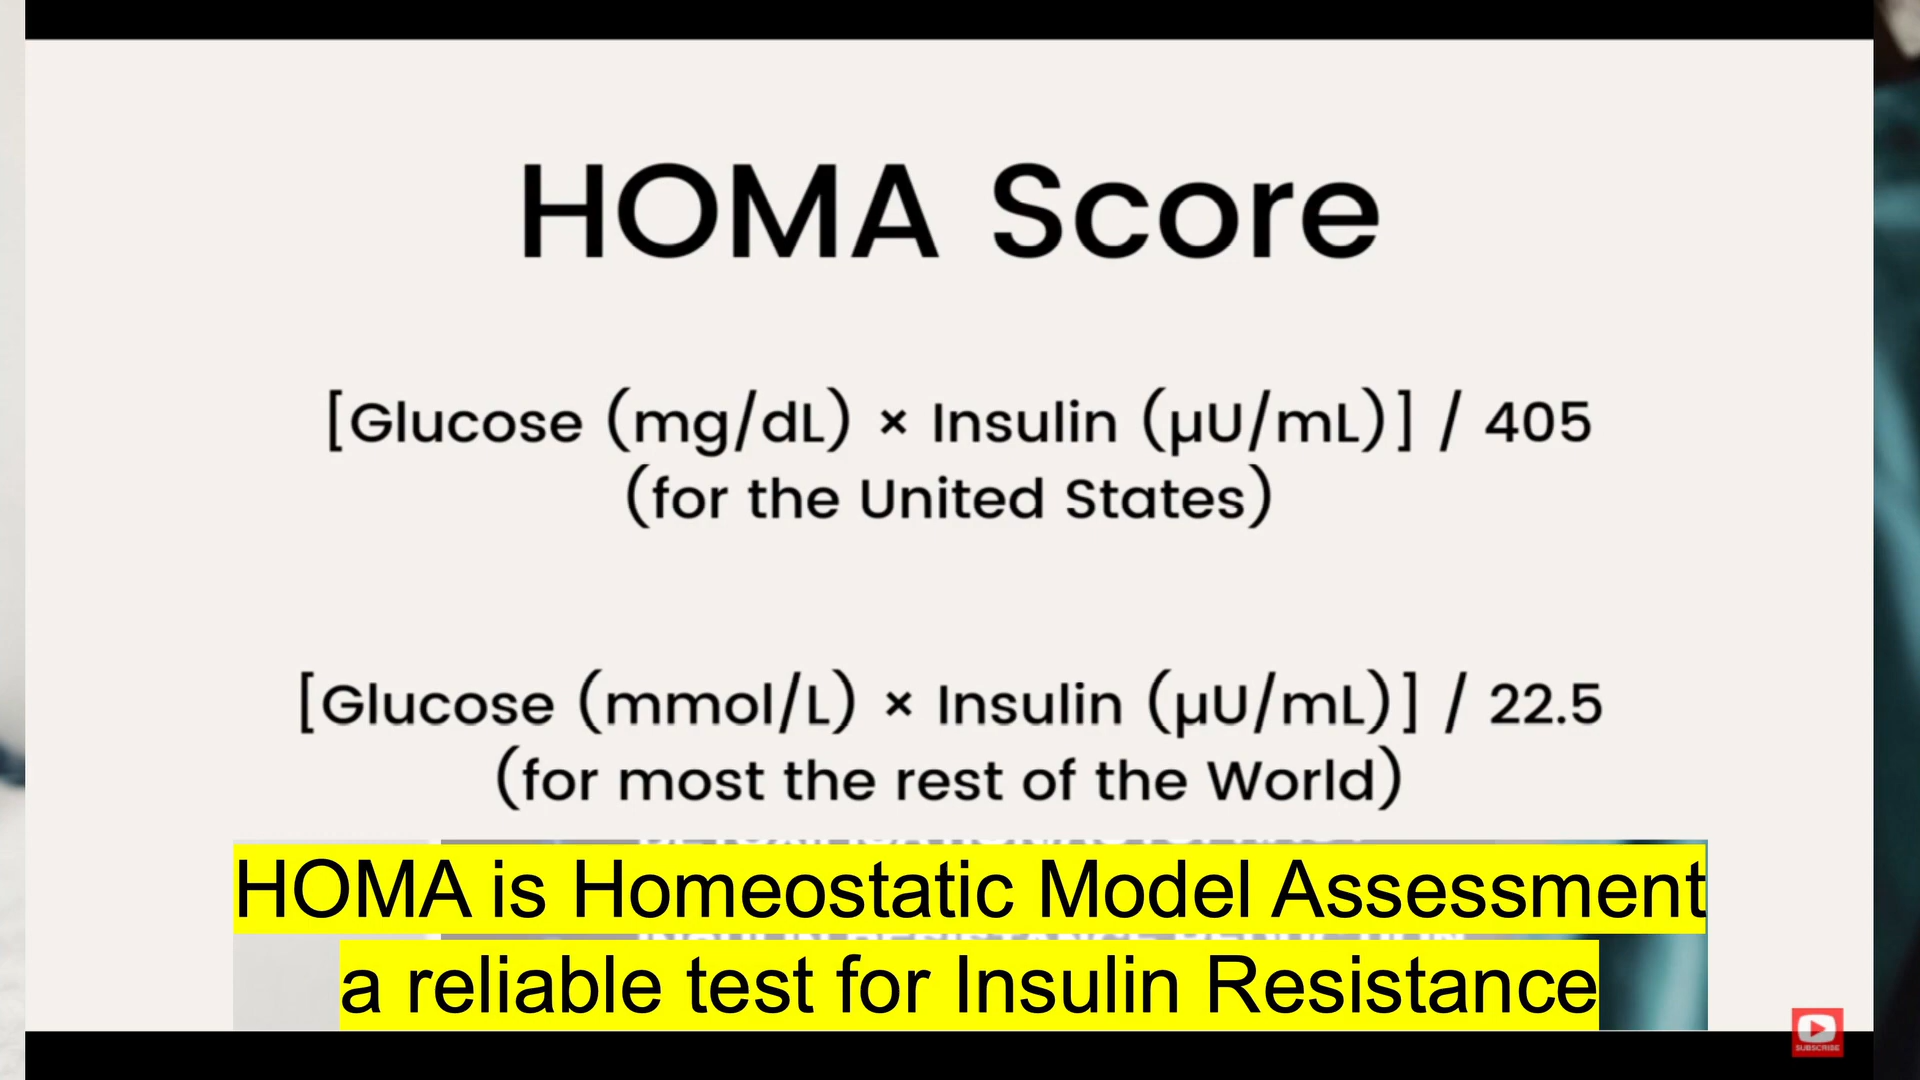 HOMA Score
[Glucose (mg/dL) × Insulin (µU/mL)] / 405
(for the United States)
[Glucose (mmol/L) × Insulin (µU/mL)] / 22.5
(for most the rest of the World)
HOMA is Homeostatic Model Assessment
a reliable test for Insulin Resistance
SUBSCRIBE